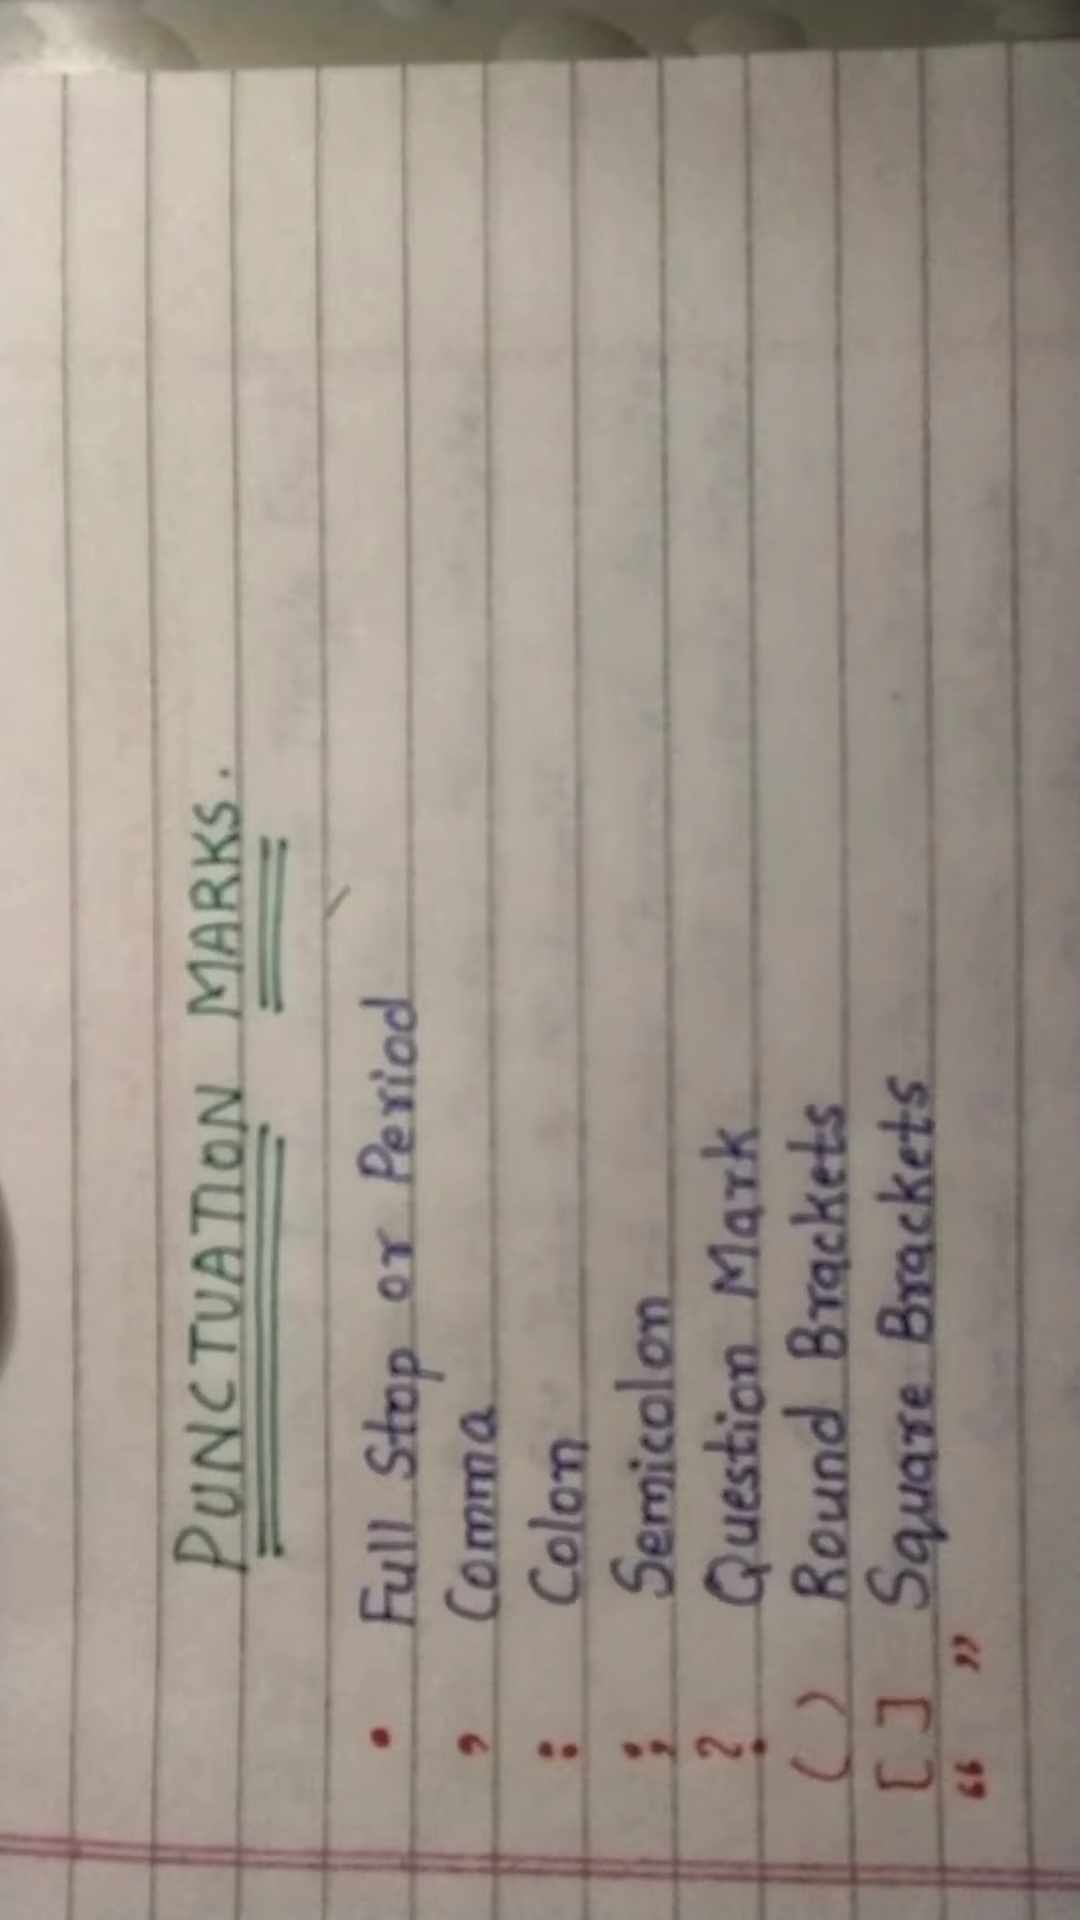 PUNCTUATION MARKS.
. Full Stop or Period
, Comma
: Colon
; Semicolon
? Question Mark
( ) Round Brackets
[ ] Square Brackets
“ ”